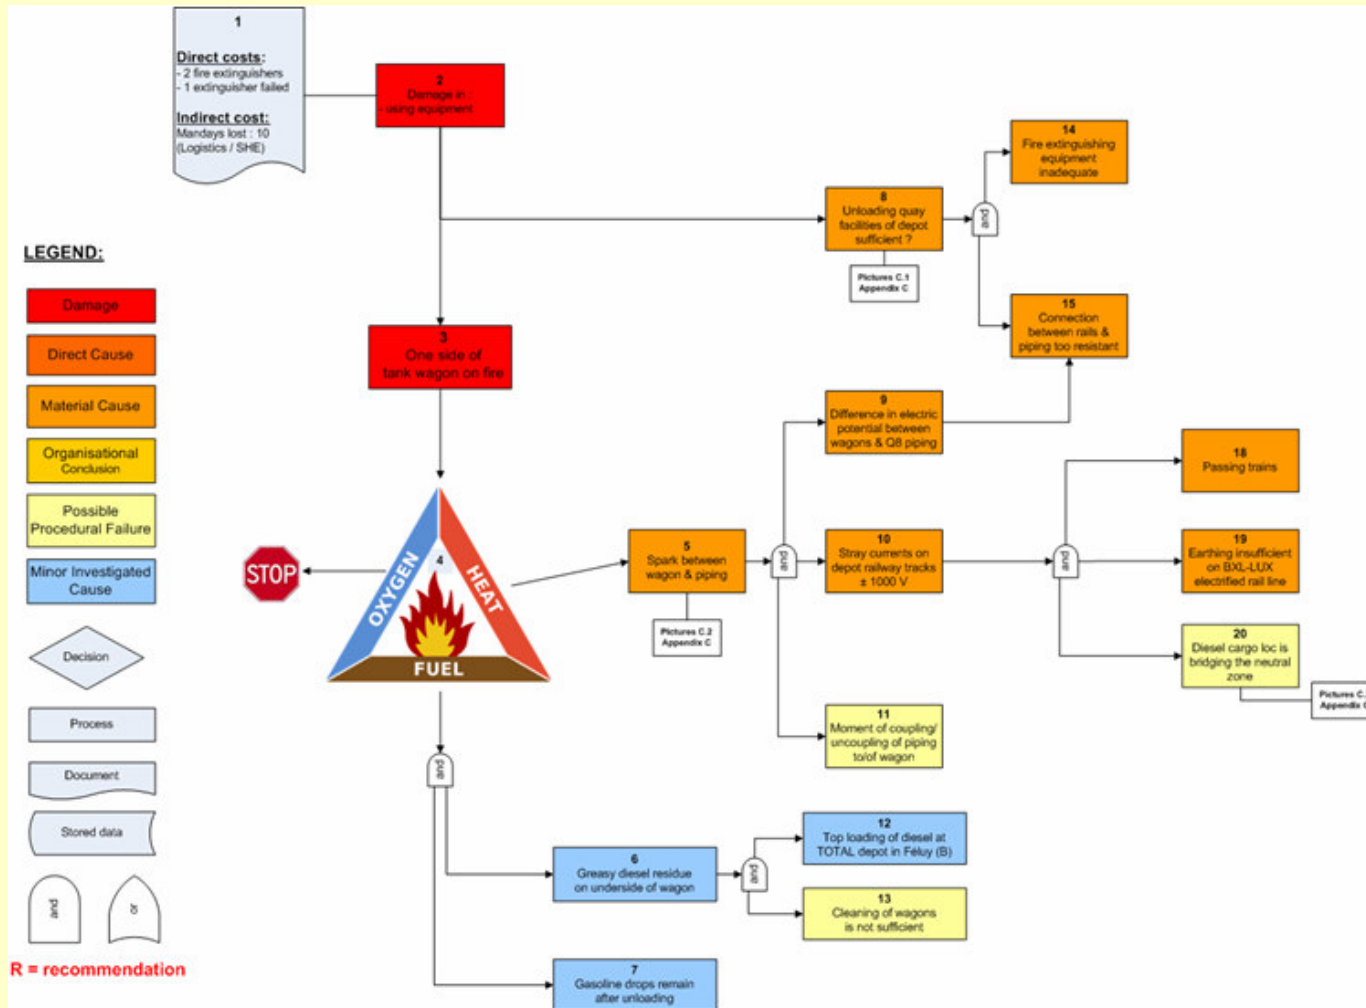 1
Direct costs:
- 2 fire extinguishers
- 1 extinguisher failed
Indirect cost:
Mandays lost : 10
(Logistics / SHE)
2
Damage in :
- using equipment
14
Fire extinguishing
equipment
inadequate
8
Unloading quay
facilities of depot
sufficient ?
and
Pictures C.1
Appendix C
LEGEND:
Damage
Direct Cause
Material Cause
Organisational
Conclusion
Possible
Procedural Failure
Minor Investigated
Cause
Decision
Process
Document
Stored data
and
or
R = recommendation
15
Connection
between rails &
piping too resistant
3
One side of
tank wagon on fire
9
Difference in electric
potential between
wagons & Q8 piping
18
Passing trains
STOP
4
OXYGEN
HEAT
FUEL
5
Spark between
wagon & piping
Pictures C.2
Appendix C
and
10
Stray currents on
depot railway tracks
± 1000 V
and
19
Earthing insufficient
on BXL-LUX
electrified rail line
20
Diesel cargo loc is
bridging the neutral
zone
Pictures C.
Appendix
11
Moment of coupling/
uncoupling of piping
to/of wagon
and
6
Greasy diesel residue
on underside of wagon
and
12
Top loading of diesel at
TOTAL depot in Féluy (B)
13
Cleaning of wagons
is not sufficient
7
Gasoline drops remain
after unloading